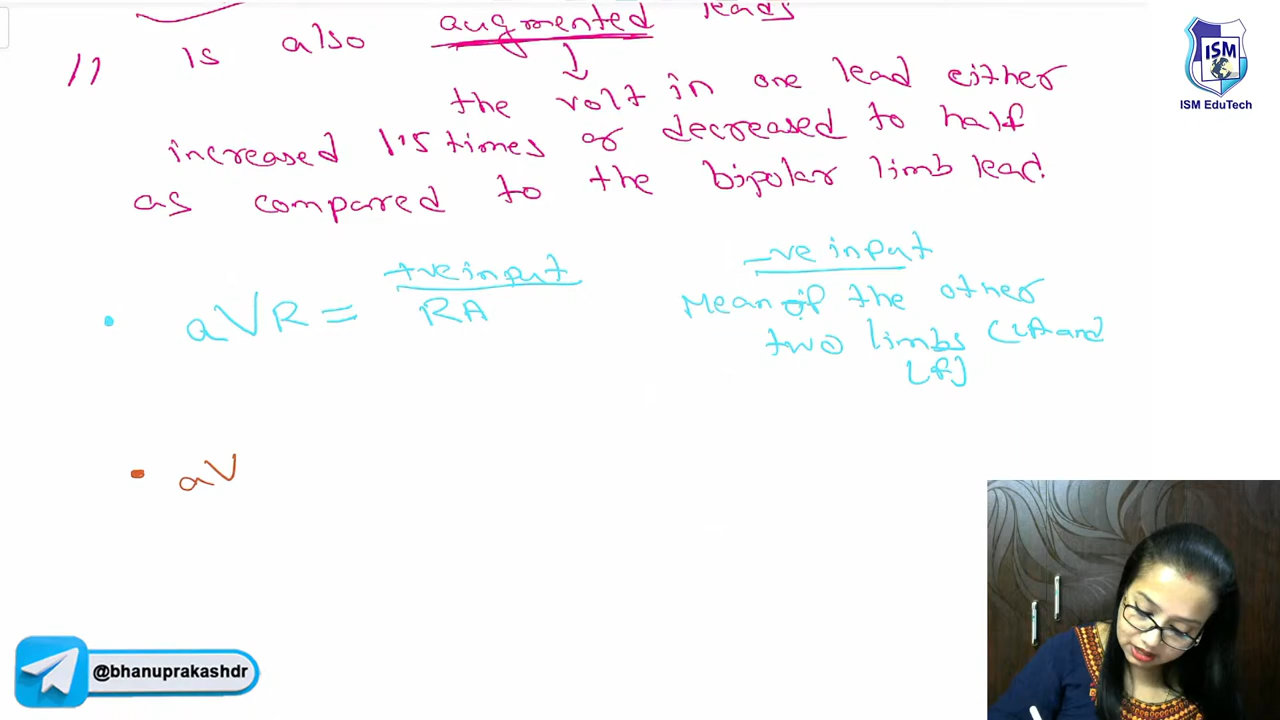 is also augmented leads
↓
the volt in one lead either
increased 1.5 times or decreased to half
as compared to the bipolar limb lead.
+ve input -ve input
• aVR = RA Mean of the other
two limbs (LA and
LF)
• aV
ISM
ISM EduTech
@bhanuprakashdr